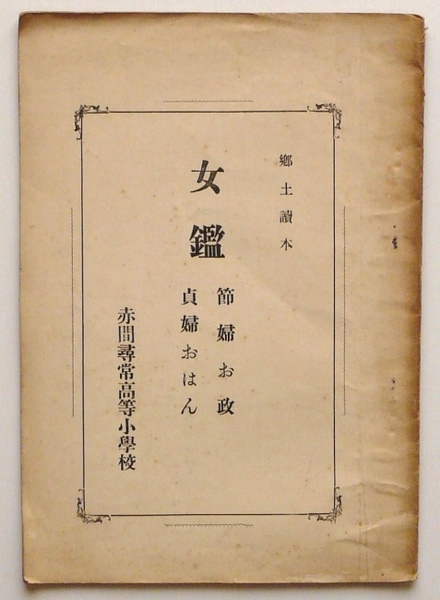 鄕土讀本
女鑑
節婦お政
貞婦おはん
赤間尋常高等小學校